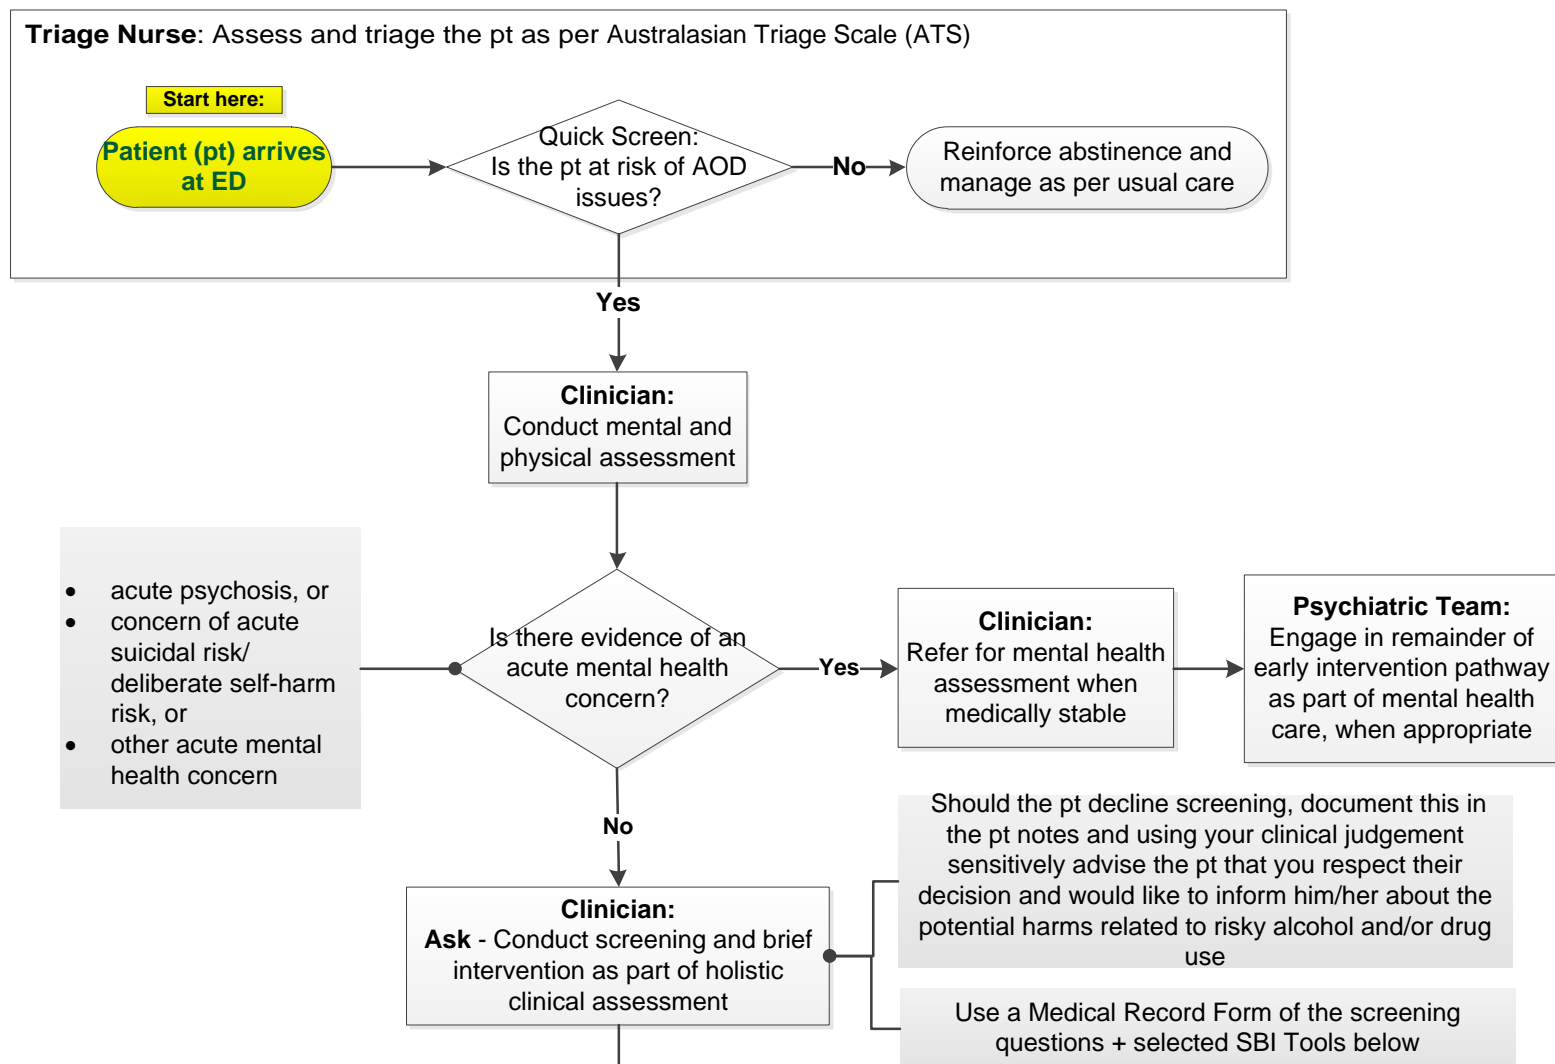 Triage Nurse: Assess and triage the pt as per Australasian Triage Scale (ATS)
Start here:
Patient (pt) arrives
at ED
Quick Screen:
Is the pt at risk of AOD
issues?
No
Reinforce abstinence and
manage as per usual care
Yes
Clinician:
Conduct mental and
physical assessment
• acute psychosis, or
• concern of acute
suicidal risk/
deliberate self-harm
risk, or
• other acute mental
health concern
Is there evidence of an
acute mental health
concern?
Yes
Clinician:
Refer for mental health
assessment when
medically stable
Psychiatric Team:
Engage in remainder of
early intervention pathway
as part of mental health
care, when appropriate
No
Clinician:
Ask - Conduct screening and brief
intervention as part of holistic
clinical assessment
Should the pt decline screening, document this in
the pt notes and using your clinical judgement
sensitively advise the pt that you respect their
decision and would like to inform him/her about the
potential harms related to risky alcohol and/or drug
use
Use a Medical Record Form of the screening
questions + selected SBI Tools below